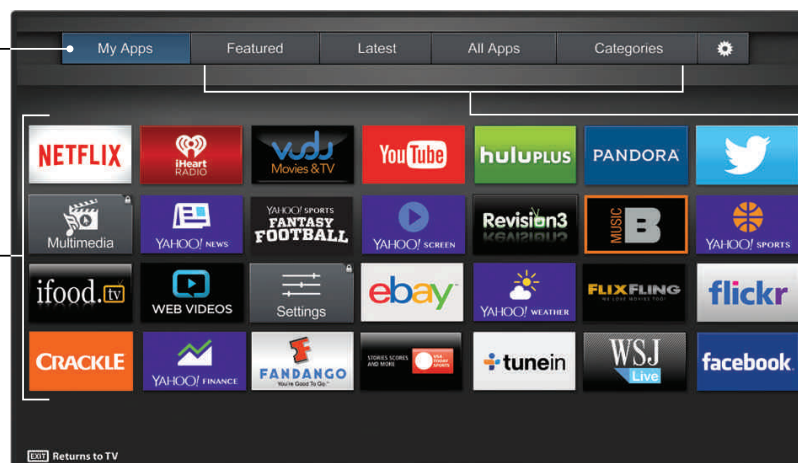 My Apps Featured Latest All Apps Categories
NETFLIX
iHeart
RADIO
vudu
Movies & TV
YouTube
huluPLUS
PANDORA
Multimedia
YAHOO! NEWS
YAHOO! SPORTS
FANTASY
FOOTBALL
YAHOO! SCREEN
Revision3
MUSIC B
YAHOO! SPORTS
ifood.tv
WEB VIDEOS
Settings
ebay
YAHOO! WEATHER
FLIXFLING
WE LOVE MOVIES TOO!
flickr
CRACKLE
YAHOO! FINANCE
FANDANGO
You're Good To Go.
STORIES SCORES
AND MORE
USA
TODAY
SPORTS
tunein
WSJ
Live
facebook
EXIT Returns to TV